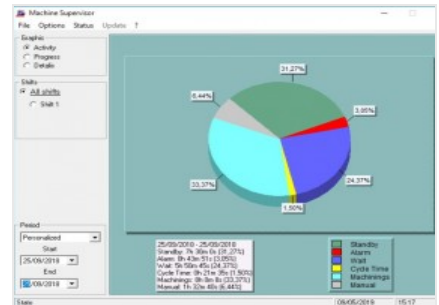 Machine Supervisor
File Options Status Update ?
Graphic
Activity
Progress
Details
Shifts
All shifts
Shift 1
Period
Personalized
Start
25/09/2018
End
25/09/2018
31,27%
3,05%
24,37%
1,50%
33,37%
6,44%
25/09/2018 - 25/09/2018
Standby: 7h 30m 0s (31,27%)
Alarm: 0h 43m 51s (3,05%)
Wait: 5h 50m 45s (24,37%)
Cycle Time: 0h 21m 35s (1,50%)
Machinings: 8h 0m 8s (33,37%)
Manual: 1h 32m 40s (6,44%)
Standby
Alarm
Wait
Cycle Time
Machinings
Manual
State
15:17